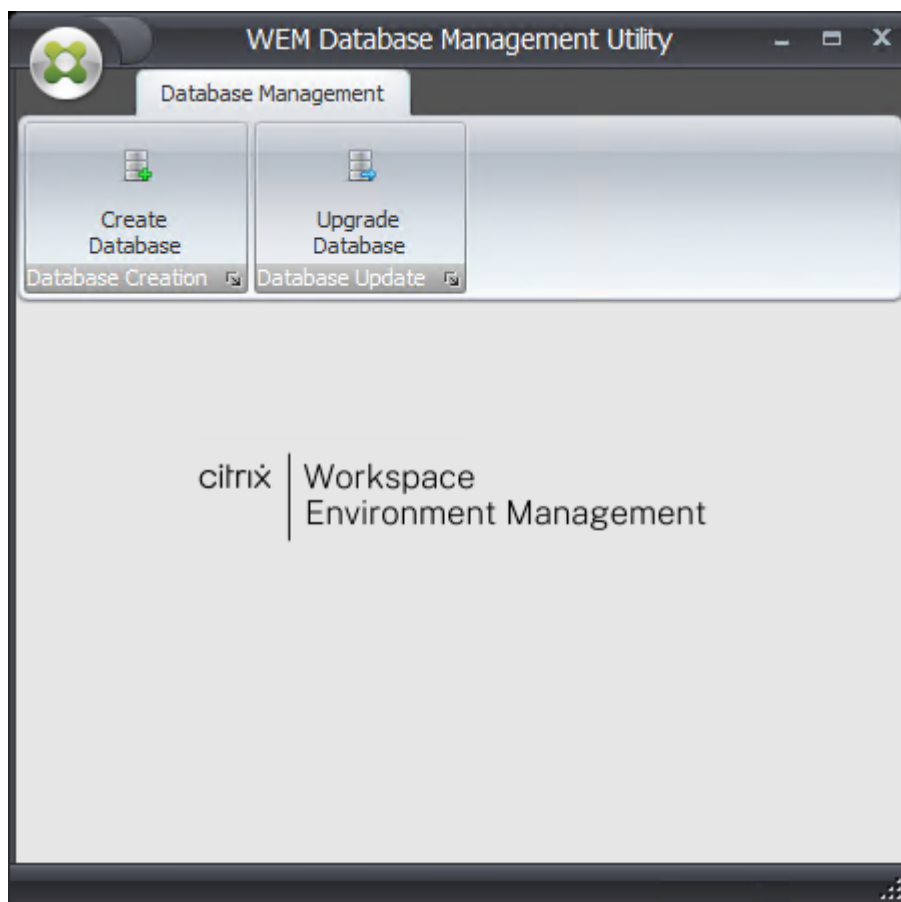 WEM Database Management Utility
Database Management
Create
Database
Upgrade
Database
Database Creation
Database Update
citrix
Workspace
Environment Management